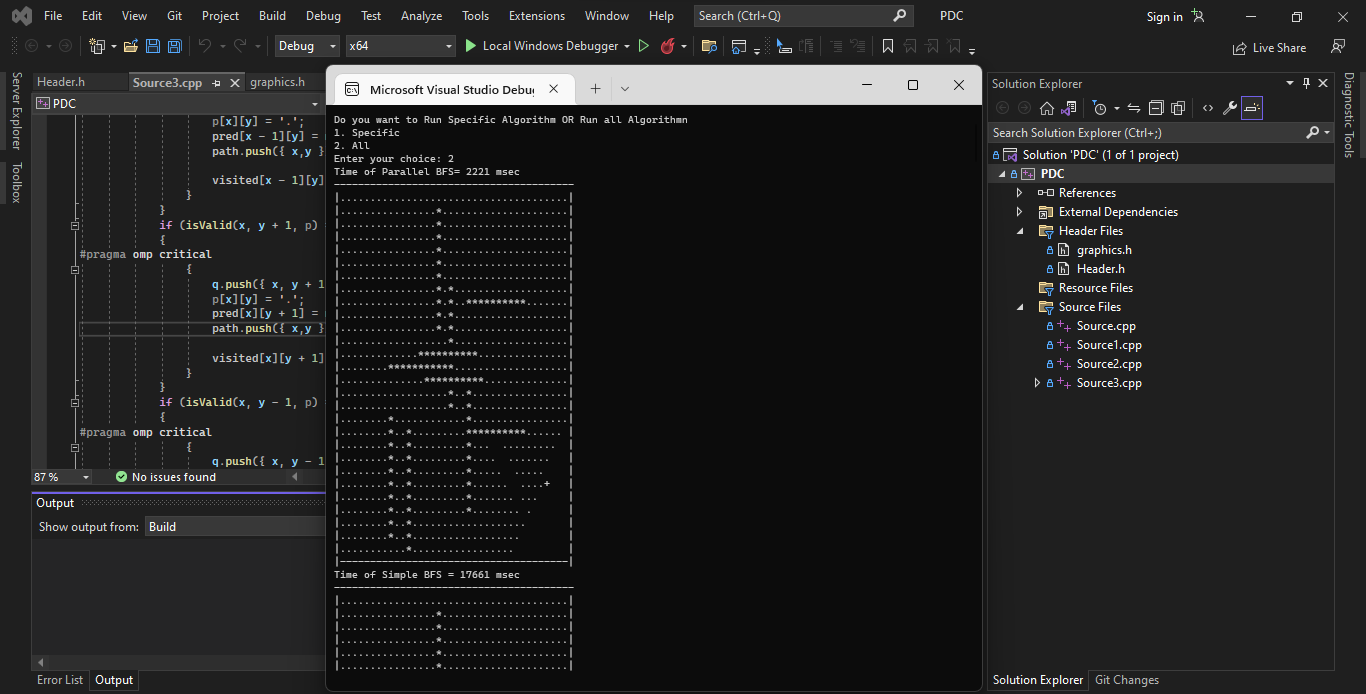 File Edit View Git Project Build Debug Test Analyze Tools Extensions Window Help Search (Ctrl+Q) PDC Sign in
Debug x64 Local Windows Debugger Live Share
Server Explorer
Toolbox
Header.h Source3.cpp graphics.h
PDC
p[x][y] = '.';
pred[x - 1][y] =
path.push({ x,y }
visited[x - 1][y]
}
}
if (isValid(x, y + 1, p)
{
#pragma omp critical
{
q.push({ x, y + 1
p[x][y] = '.';
pred[x][y + 1] =
path.push({ x,y }
visited[x][y + 1]
}
}
if (isValid(x, y - 1, p)
{
#pragma omp critical
{
q.push({ x, y - 1
87 % No issues found
Output
Show output from: Build
Error List Output
Microsoft Visual Studio Debu
Do you want to Run Specific Algorithm OR Run all Algorithmn
1. Specific
2. All
Enter your choice: 2
Time of Parallel BFS= 2221 msec
Time of Simple BFS = 17661 msec
Solution Explorer
Search Solution Explorer (Ctrl+;)
Solution 'PDC' (1 of 1 project)
PDC
References
External Dependencies
Header Files
graphics.h
Header.h
Resource Files
Source Files
Source.cpp
Source1.cpp
Source2.cpp
Source3.cpp
Solution Explorer Git Changes
Diagnostic Tools